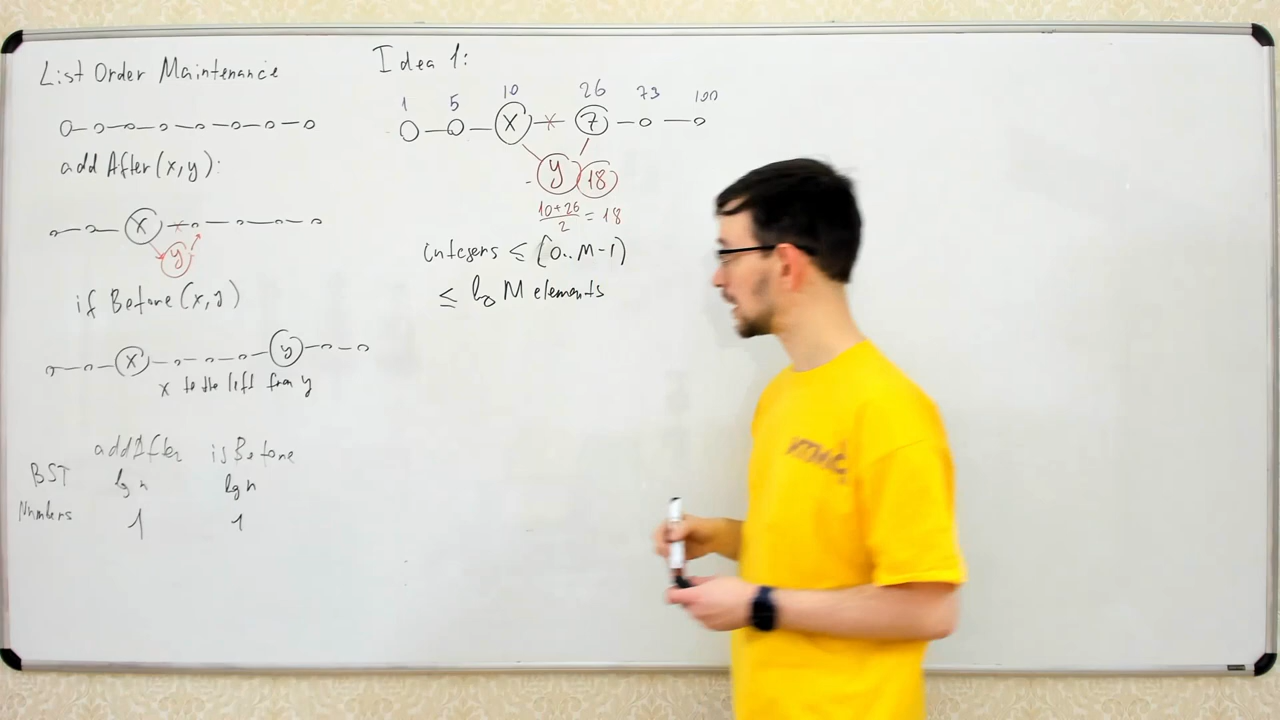 List Order Maintenance
add After (x, y):
X
y
if Before (x, y)
X y
x to the left from y
addAfter isBefore
BST lg n lg n
Numbers 1 1
Idea 1:
1 5 10 26 73 100
X 7
y 18
10+26/2 = 18
integers ≤ [0..M-1)
≤ log M elements